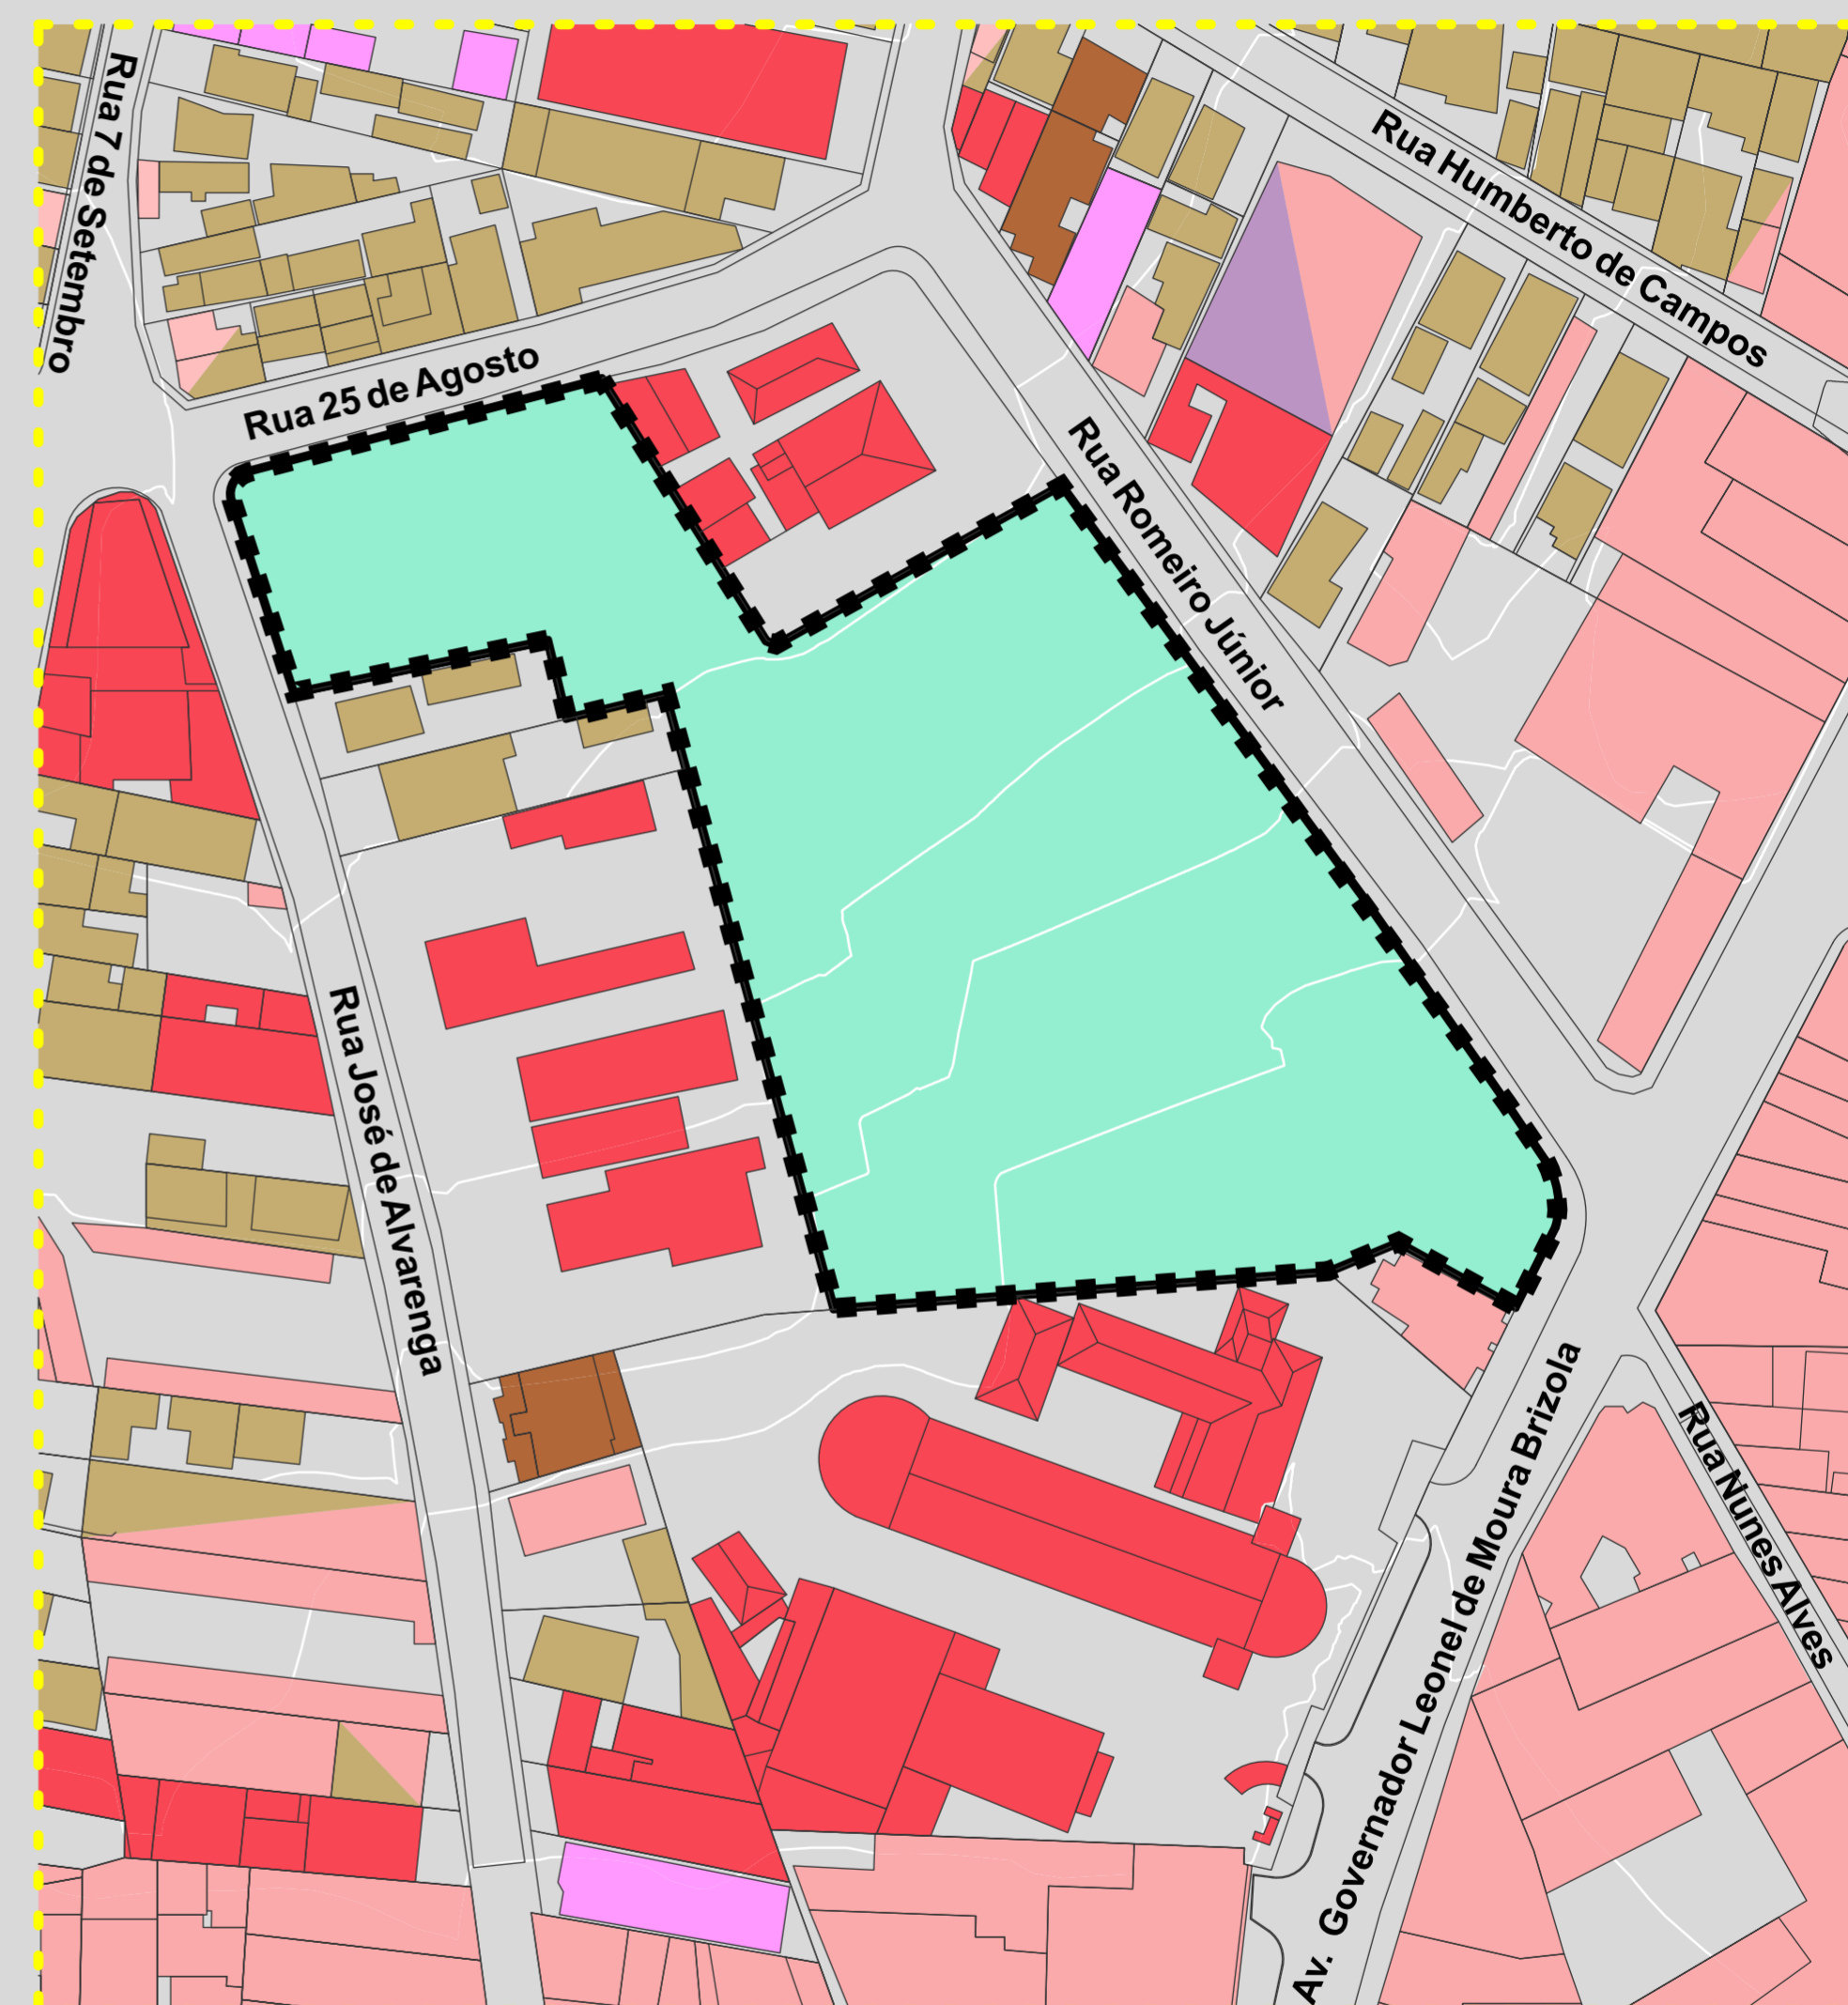 Rua 7 de Setembro
Rua Humberto de Campos
Rua 25 de Agosto
Rua Romeiro Júnior
Rua José de Alvarenga
Av. Governador Leonel de Moura Brizola
Rua Nunes Alves